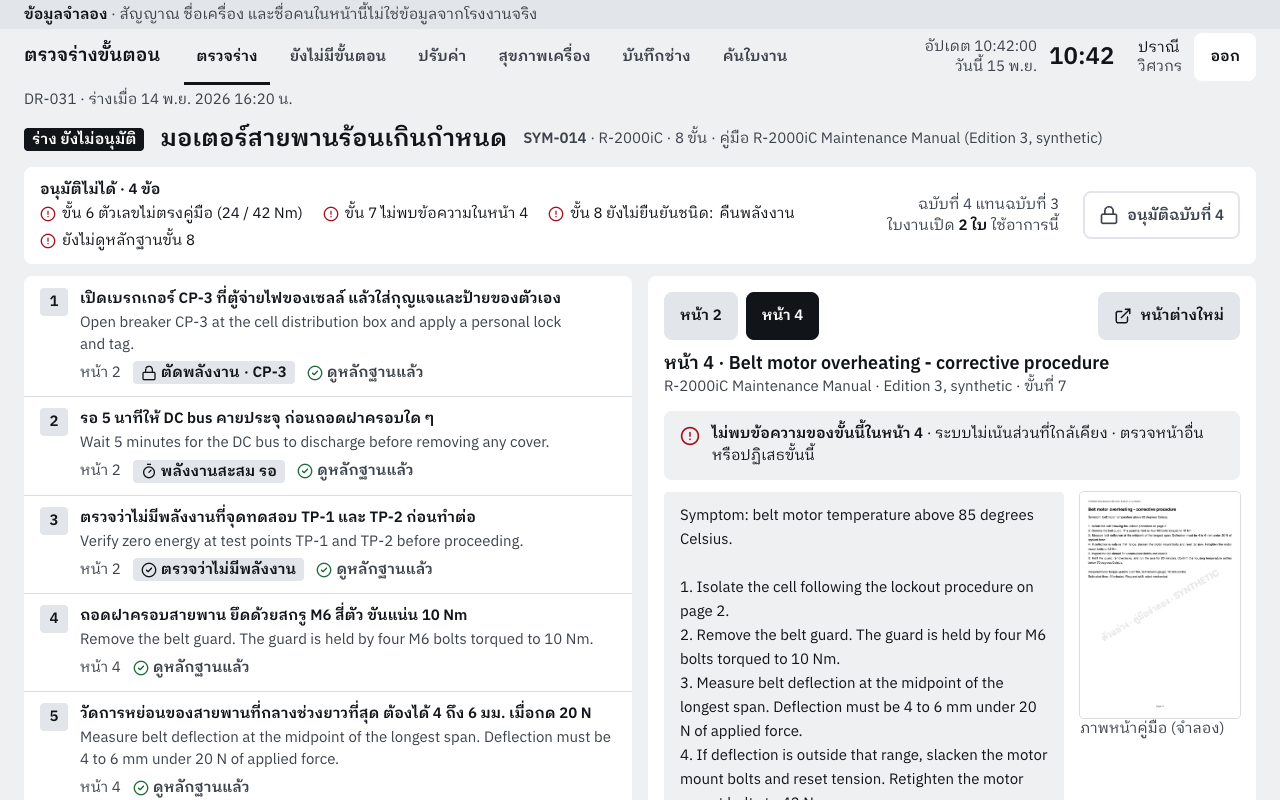 ข้อมูลจำลอง · สัญญาณ ชื่อเครื่อง และชื่อคนในหน้านี้ไม่ใช่ข้อมูลจากโรงงานจริง
ตรวจร่างขั้นตอน
ตรวจร่าง
ยังไม่มีขั้นตอน
ปรับค่า
สุขภาพเครื่อง
บันทึกช่าง
ค้นใบงาน
อัปเดต 10:42:00
วันนี้ 15 พ.ย.
10:42
ปราณี
วิศวกร
ออก
DR-031 · ร่างเมื่อ 14 พ.ย. 2026 16:20 น.
ร่าง ยังไม่อนุมัติ
มอเตอร์สายพานร้อนเกินกำหนด
SYM-014 · R-2000iC · 8 ขั้น · คู่มือ R-2000iC Maintenance Manual (Edition 3, synthetic)
อนุมัติไม่ได้ · 4 ข้อ
ขั้น 6 ตัวเลขไม่ตรงคู่มือ (24 / 42 Nm)
ขั้น 7 ไม่พบข้อความในหน้า 4
ขั้น 8 ยังไม่ยืนยันชนิด: คืนพลังงาน
ยังไม่ดูหลักฐานขั้น 8
ฉบับที่ 4 แทนฉบับที่ 3
ใบงานเปิด 2 ใบ ใช้อาการนี้
อนุมัติฉบับที่ 4
1
เปิดเบรกเกอร์ CP-3 ที่ตู้จ่ายไฟของเซลล์ แล้วใส่กุญแจและป้ายของตัวเอง
Open breaker CP-3 at the cell distribution box and apply a personal lock
and tag.
หน้า 2
ตัดพลังงาน · CP-3
ดูหลักฐานแล้ว
2
รอ 5 นาทีให้ DC bus คายประจุ ก่อนถอดฝาครอบใด ๆ
Wait 5 minutes for the DC bus to discharge before removing any cover.
หน้า 2
พลังงานสะสม รอ
ดูหลักฐานแล้ว
3
ตรวจว่าไม่มีพลังงานที่จุดทดสอบ TP-1 และ TP-2 ก่อนทำต่อ
Verify zero energy at test points TP-1 and TP-2 before proceeding.
หน้า 2
ตรวจว่าไม่มีพลังงาน
ดูหลักฐานแล้ว
4
ถอดฝาครอบสายพาน ยึดด้วยสกรู M6 สี่ตัว ขันแน่น 10 Nm
Remove the belt guard. The guard is held by four M6 bolts torqued to 10 Nm.
หน้า 4
ดูหลักฐานแล้ว
5
วัดการหย่อนของสายพานที่กลางช่วงยาวที่สุด ต้องได้ 4 ถึง 6 มม. เมื่อกด 20 N
Measure belt deflection at the midpoint of the longest span. Deflection must be
4 to 6 mm under 20 N of applied force.
หน้า 4
ดูหลักฐานแล้ว
หน้า 2
หน้า 4
หน้าต่างใหม่
หน้า 4 · Belt motor overheating - corrective procedure
R-2000iC Maintenance Manual · Edition 3, synthetic · ขั้นที่ 7
ไม่พบข้อความของขั้นนี้ในหน้า 4 · ระบบไม่เน้นส่วนที่ใกล้เคียง · ตรวจหน้าอื่น
หรือปฏิเสธขั้นนี้
Symptom: belt motor temperature above 85 degrees
Celsius.
1. Isolate the cell following the lockout procedure on
page 2.
2. Remove the belt guard. The guard is held by four M6
bolts torqued to 10 Nm.
3. Measure belt deflection at the midpoint of the
longest span. Deflection must be 4 to 6 mm under 20
N of applied force.
4. If deflection is outside that range, slacken the motor
mount bolts and reset tension. Retighten the motor
Belt motor overheating - corrective procedure
ตัวอย่าง · คู่มือจำลอง · SYNTHETIC
ภาพหน้าคู่มือ (จำลอง)